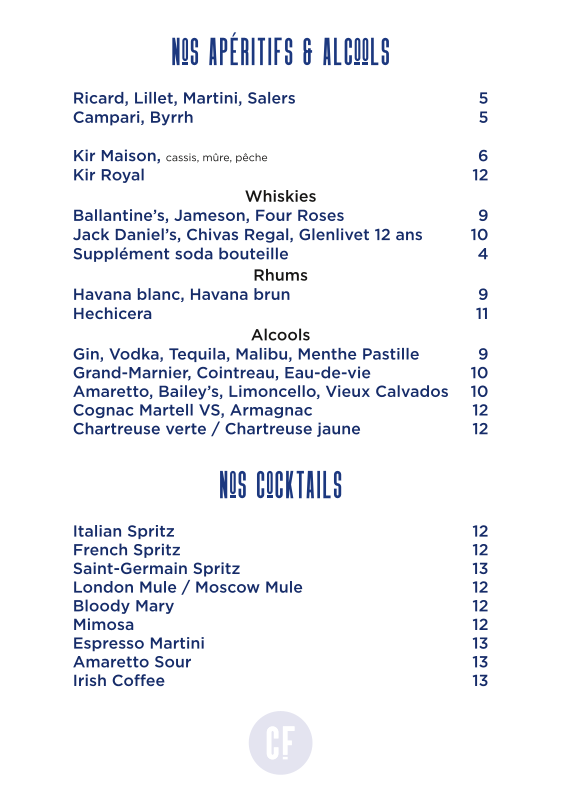 Nos Apéritifs & Alcools
Ricard, Lillet, Martini, Salers 5
Campari, Byrrh 5
Kir Maison, cassis, mûre, pêche 6
Kir Royal 12
Whiskies
Ballantine's, Jameson, Four Roses 9
Jack Daniel's, Chivas Regal, Glenlivet 12 ans 10
Supplément soda bouteille 4
Rhums
Havana blanc, Havana brun 9
Hechicera 11
Alcools
Gin, Vodka, Tequila, Malibu, Menthe Pastille 9
Grand-Marnier, Cointreau, Eau-de-vie 10
Amaretto, Bailey's, Limoncello, Vieux Calvados 10
Cognac Martell VS, Armagnac 12
Chartreuse verte / Chartreuse jaune 12
Nos Cocktails
Italian Spritz 12
French Spritz 12
Saint-Germain Spritz 13
London Mule / Moscow Mule 12
Bloody Mary 12
Mimosa 12
Espresso Martini 13
Amaretto Sour 13
Irish Coffee 13
CF